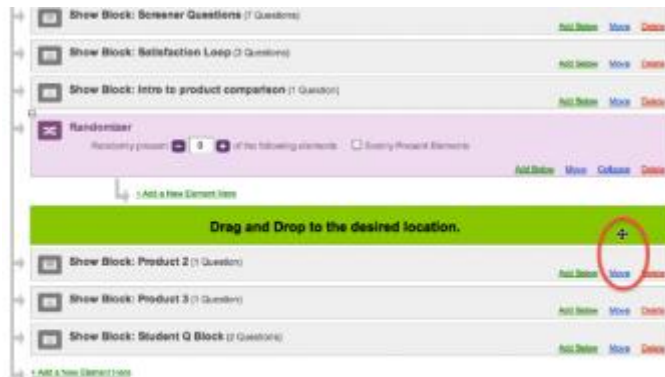 Show Block: Screener Questions (7 Questions)
Add Below Move Delete
Show Block: Satisfaction Loop (2 Questions)
Add Below Move Delete
Show Block: Intro to product comparison (1 Question)
Add Below Move Delete
Randomizer
Randomly present 0 of the following elements Evenly Present Elements
Add Below Move Collapse Delete
+ Add a New Element Here
Drag and Drop to the desired location.
Show Block: Product 2 (1 Question)
Add Below Move Delete
Show Block: Product 3 (1 Question)
Add Below Move Delete
Show Block: Student Q Block (2 Questions)
Add Below Move Delete
+ Add a New Element Here